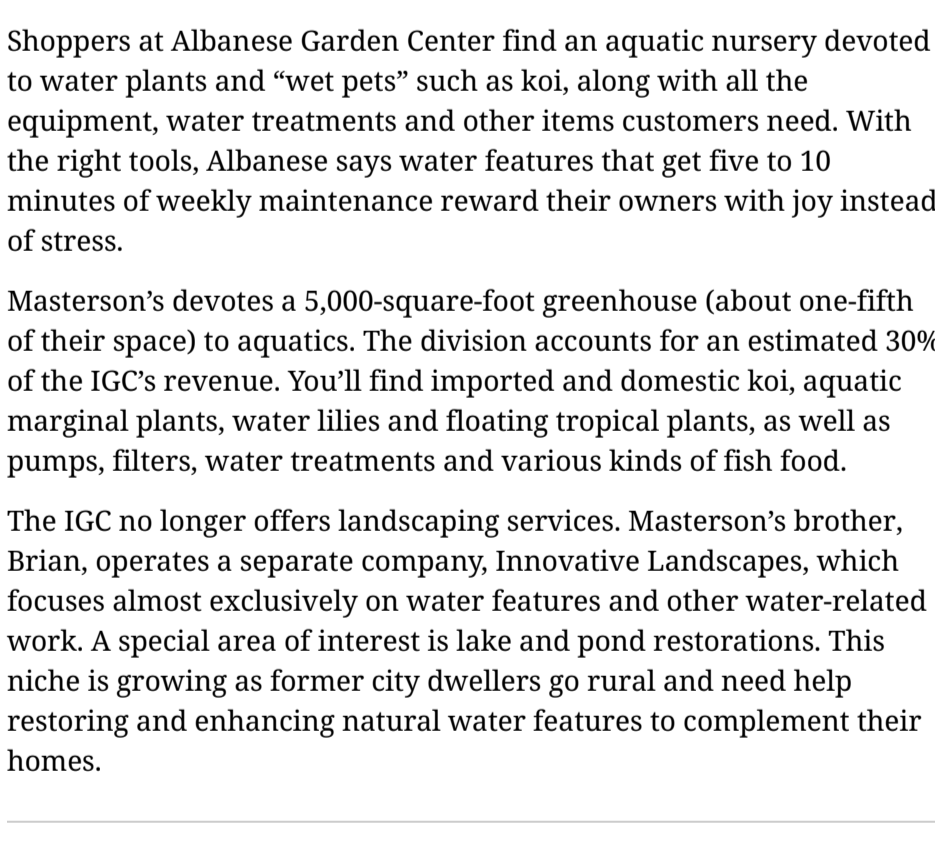 Shoppers at Albanese Garden Center find an aquatic nursery devoted
to water plants and “wet pets” such as koi, along with all the
equipment, water treatments and other items customers need. With
the right tools, Albanese says water features that get five to 10
minutes of weekly maintenance reward their owners with joy instead
of stress.
Masterson’s devotes a 5,000-square-foot greenhouse (about one-fifth
of their space) to aquatics. The division accounts for an estimated 30%
of the IGC’s revenue. You’ll find imported and domestic koi, aquatic
marginal plants, water lilies and floating tropical plants, as well as
pumps, filters, water treatments and various kinds of fish food.
The IGC no longer offers landscaping services. Masterson’s brother,
Brian, operates a separate company, Innovative Landscapes, which
focuses almost exclusively on water features and other water-related
work. A special area of interest is lake and pond restorations. This
niche is growing as former city dwellers go rural and need help
restoring and enhancing natural water features to complement their
homes.